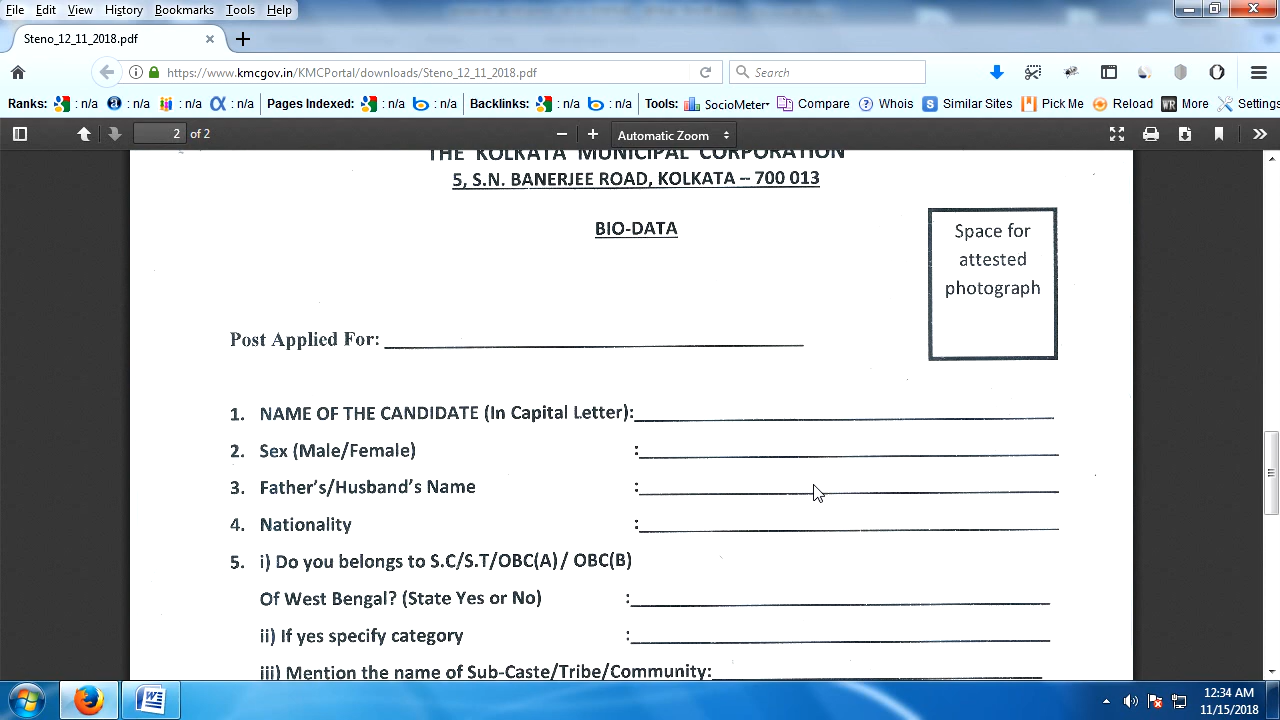 File Edit View History Bookmarks Tools Help
Steno_12_11_2018.pdf
https://www.kmcgov.in/KMCPortal/downloads/Steno_12_11_2018.pdf
Search
Ranks: : n/a : n/a : n/a : n/a Pages Indexed: : n/a : n/a Backlinks: : n/a : n/a Tools: SocioMeter Compare Whois Similar Sites Pick Me Reload More Settings
2 of 2
Automatic Zoom
THE KOLKATA MUNICIPAL CORPORATION
5, S.N. BANERJEE ROAD, KOLKATA – 700 013
BIO-DATA
Space for
attested
photograph
Post Applied For:
1. NAME OF THE CANDIDATE (In Capital Letter):
2. Sex (Male/Female) :
3. Father's/Husband's Name :
4. Nationality :
5. i) Do you belongs to S.C/S.T/OBC(A)/ OBC(B)
Of West Bengal? (State Yes or No) :
ii) If yes specify category :
iii) Mention the name of Sub-Caste/Tribe/Community:
12:34 AM
11/15/2018